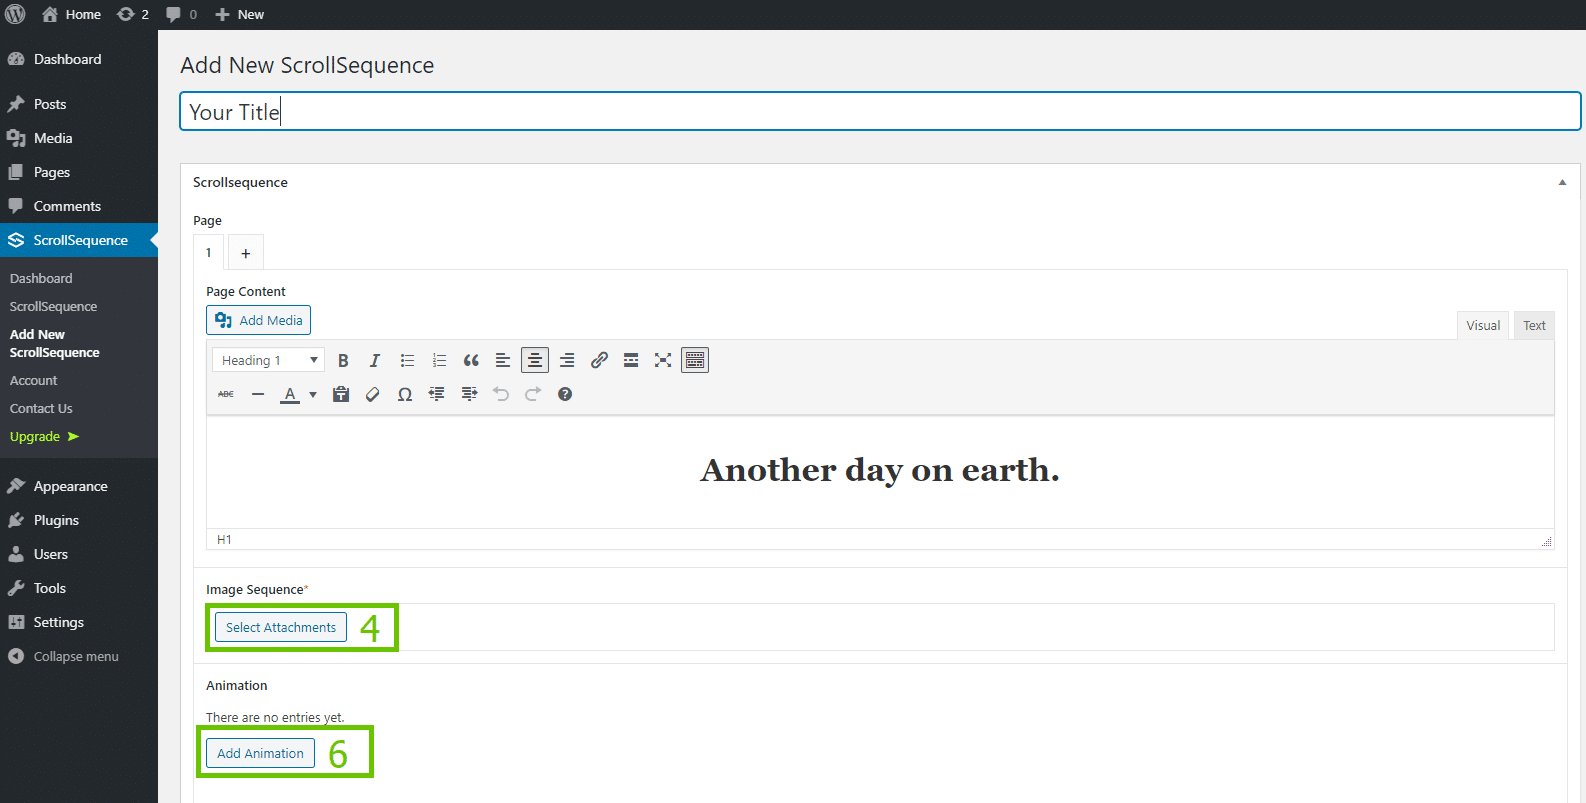 Home 2 0 New
Dashboard
Posts
Media
Pages
Comments
ScrollSequence
Dashboard
ScrollSequence
Add New
ScrollSequence
Account
Contact Us
Upgrade ➤
Appearance
Plugins
Users
Tools
Settings
Collapse menu
Add New ScrollSequence
Your Title
Scrollsequence
Page
1 +
Page Content
Add Media
Visual Text
Heading 1 B I
ABC A Ω
Another day on earth.
H1
Image Sequence*
Select Attachments 4
Animation
There are no entries yet.
Add Animation 6